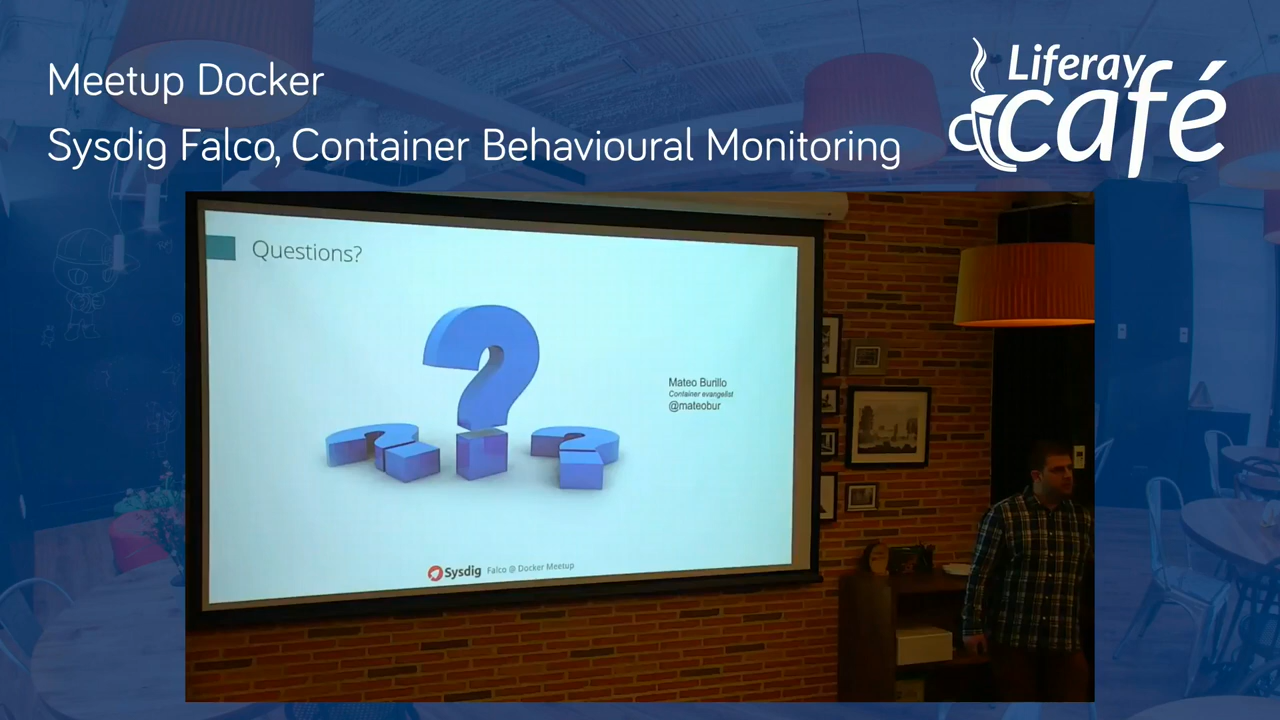 Meetup Docker
Sysdig Falco, Container Behavioural Monitoring
Liferay
café
Questions?
Mateo Burillo
Container evangelist
@mateobur
Sysdig Falco @ Docker Meetup